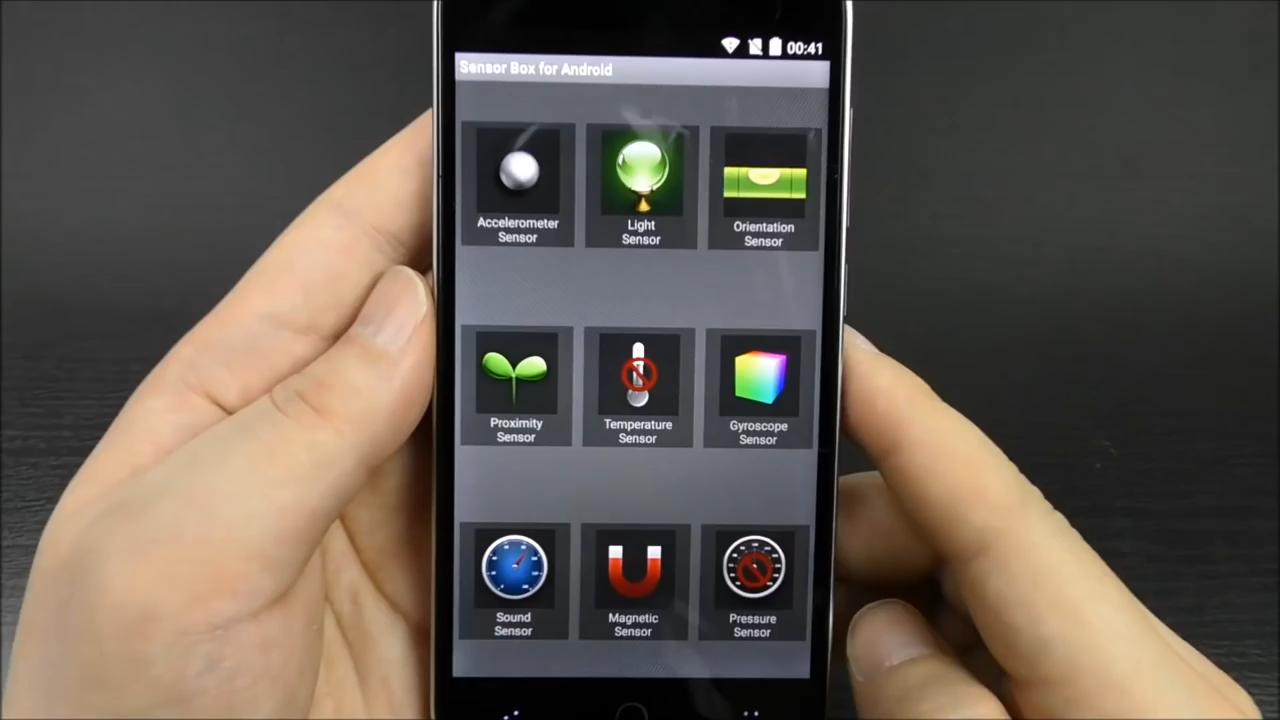 00:41
Sensor Box for Android
Accelerometer
Sensor
Light
Sensor
Orientation
Sensor
Proximity
Sensor
Temperature
Sensor
Gyroscope
Sensor
Sound
Sensor
Magnetic
Sensor
Pressure
Sensor